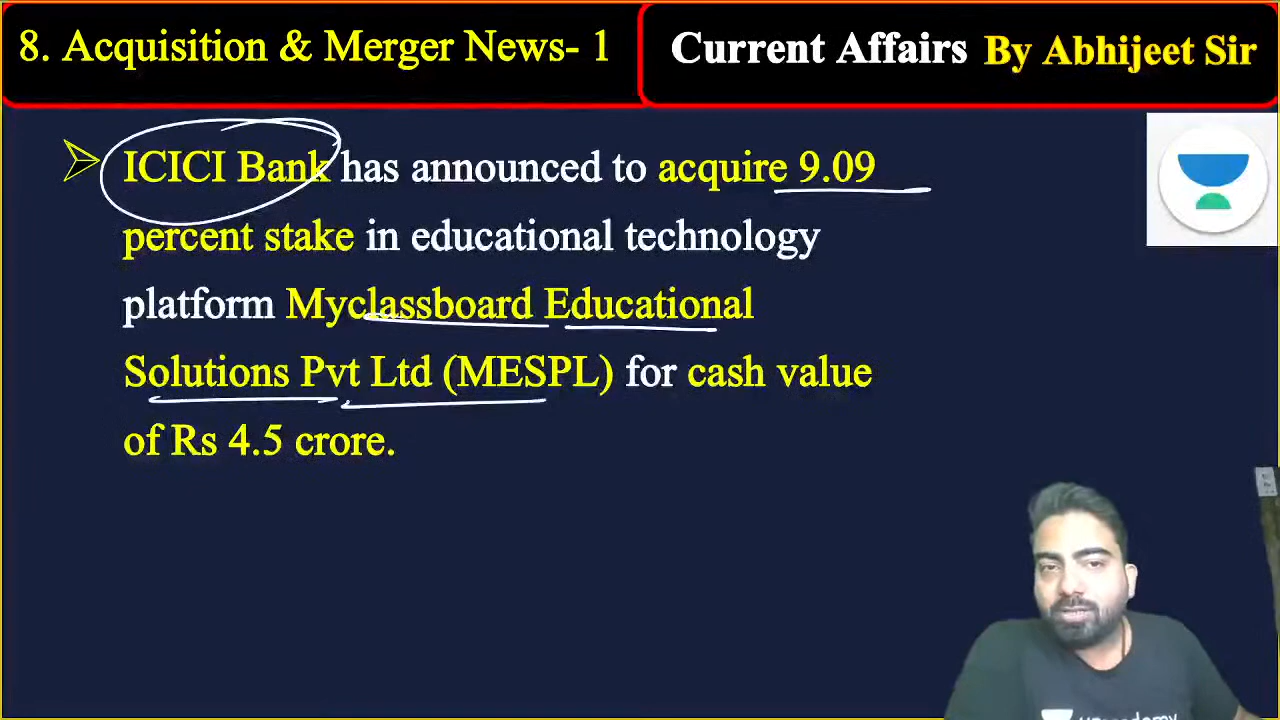 8. Acquisition & Merger News- 1
Current Affairs By Abhijeet Sir
ICICI Bank has announced to acquire 9.09
percent stake in educational technology
platform Myclassboard Educational
Solutions Pvt Ltd (MESPL) for cash value
of Rs 4.5 crore.